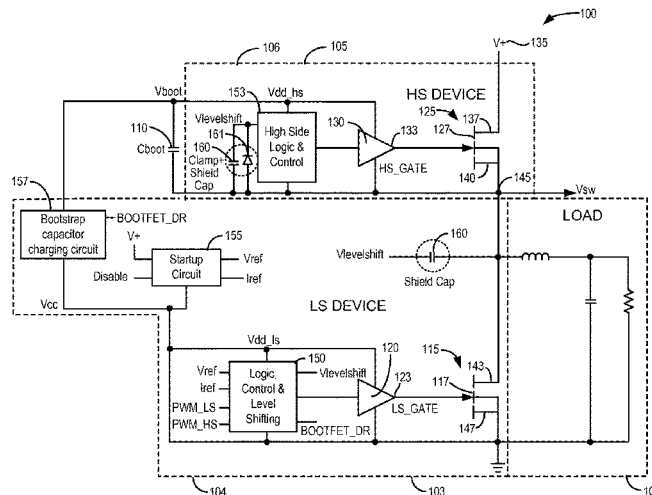 100
V+ 135
106
105
HS DEVICE
Vboot
153
Vdd_hs
125
137
Vlevelshift
161
130
133
127
110
160
High Side Logic & Control
Cboot
Clamp+ Shield Cap
HS_GATE
140
145
157
Vsw
Bootstrap capacitor charging circuit
BOOTFET_DR
LOAD
V+
155
160
Startup Circuit
Vref
Vlevelshift
Disable
Iref
Shield Cap
Vcc
LS DEVICE
Vdd_ls
150
120
115
143
Vref
Vlevelshift
Iref
Logic, Control & Level Shifting
123
117
PWM_LS
LS_GATE
PWM_HS
BOOTFET_DR
147
104
103